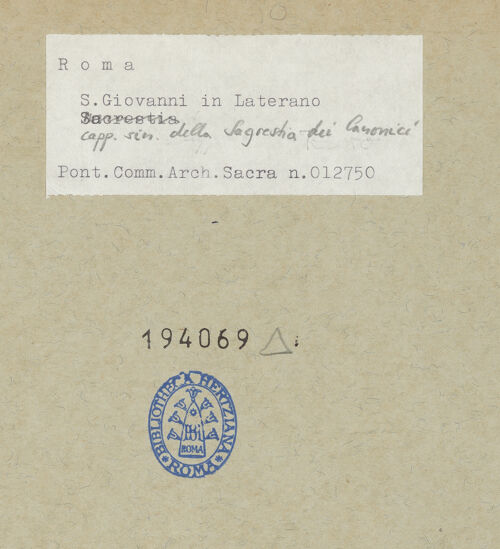 Roma
S.Giovanni in Laterano
Sacrestia
capp. sin. della Sagrestia dei Canonici
Pont.Comm.Arch.Sacra n.012750
194069
BIBLIOTHECA HERTZIANA
ROMA
ROMA